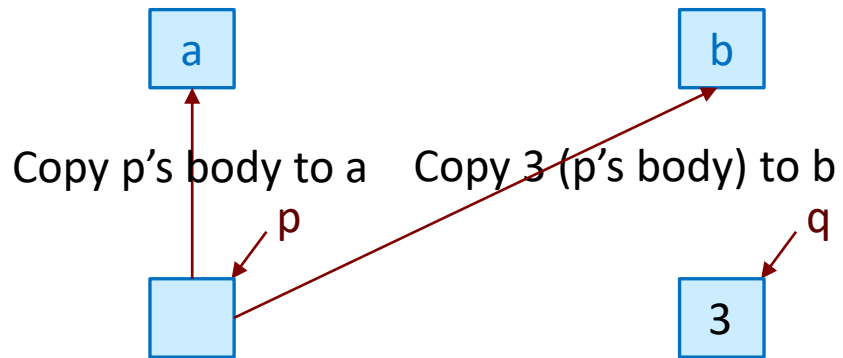 a
b
Copy p’s body to a
Copy 3 (p’s body) to b
p
q
3